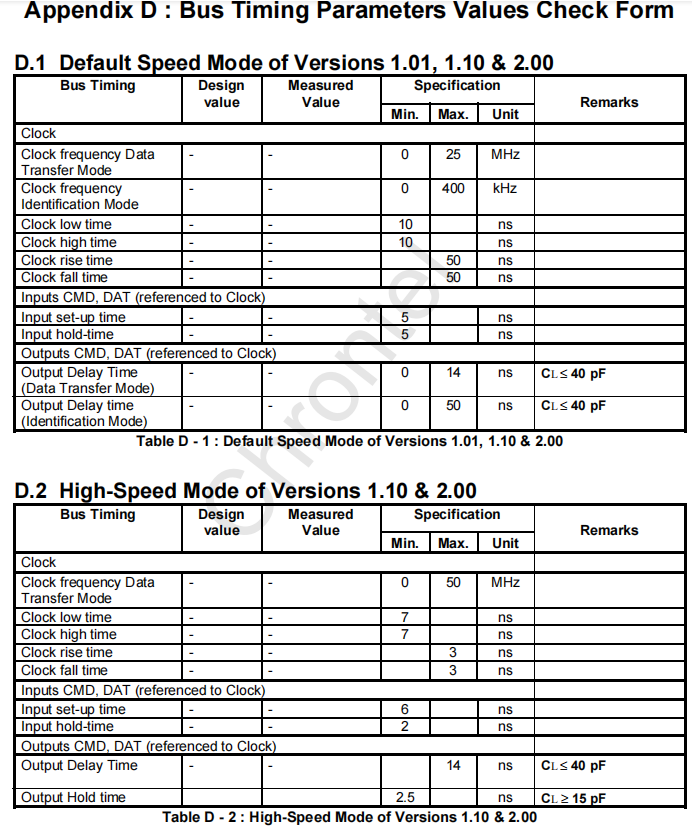 Appendix D : Bus Timing Parameters Values Check Form
D.1 Default Speed Mode of Versions 1.01, 1.10 & 2.00
Bus Timing Design value Measured Value Specification Remarks
Min. Max. Unit
Clock
Clock frequency Data Transfer Mode - - 0 25 MHz
Clock frequency Identification Mode - - 0 400 kHz
Clock low time - - 10 ns
Clock high time - - 10 ns
Clock rise time - - 50 ns
Clock fall time - - 50 ns
Inputs CMD, DAT (referenced to Clock)
Input set-up time - - 5 ns
Input hold-time - - 5 ns
Outputs CMD, DAT (referenced to Clock)
Output Delay Time (Data Transfer Mode) - - 0 14 ns CL ≤ 40 pF
Output Delay time (Identification Mode) - - 0 50 ns CL ≤ 40 pF
Table D - 1 : Default Speed Mode of Versions 1.01, 1.10 & 2.00
D.2 High-Speed Mode of Versions 1.10 & 2.00
Bus Timing Design value Measured Value Specification Remarks
Min. Max. Unit
Clock
Clock frequency Data Transfer Mode - - 0 50 MHz
Clock low time - - 7 ns
Clock high time - - 7 ns
Clock rise time - - 3 ns
Clock fall time - - 3 ns
Inputs CMD, DAT (referenced to Clock)
Input set-up time - - 6 ns
Input hold-time - - 2 ns
Outputs CMD, DAT (referenced to Clock)
Output Delay Time - - 14 ns CL ≤ 40 pF
Output Hold time 2.5 ns CL ≥ 15 pF
Table D - 2 : High-Speed Mode of Versions 1.10 & 2.00
Chrontel